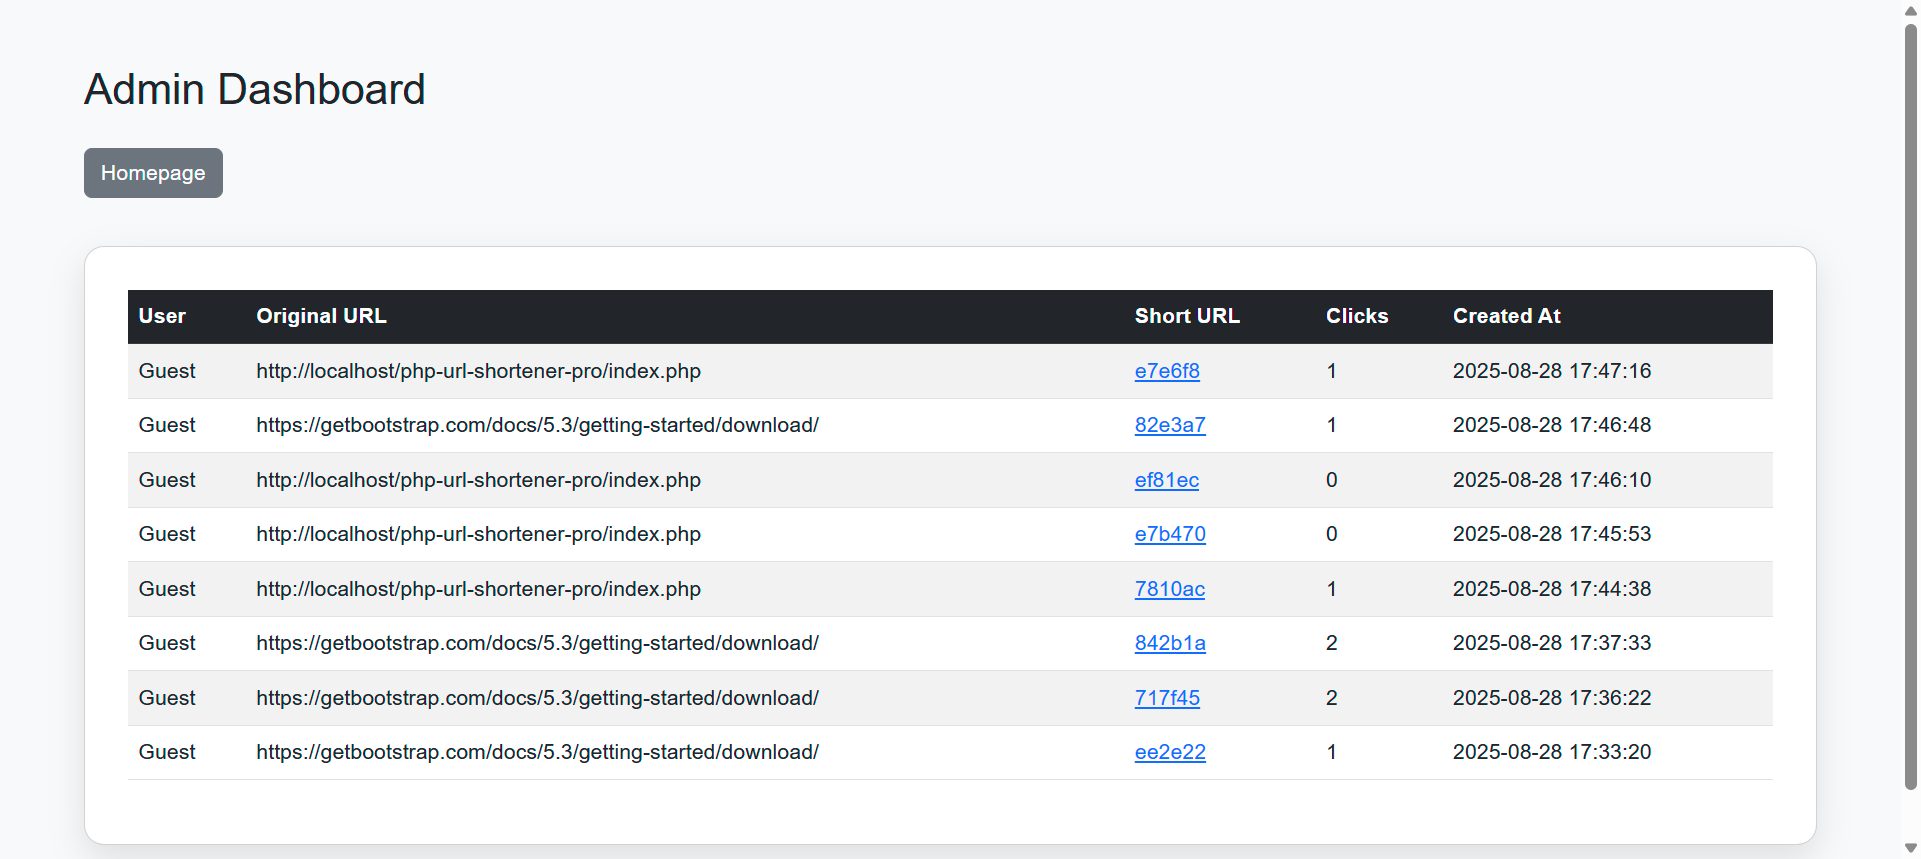 Admin Dashboard
Homepage
User Original URL Short URL Clicks Created At
Guest http://localhost/php-url-shortener-pro/index.php e7e6f8 1 2025-08-28 17:47:16
Guest https://getbootstrap.com/docs/5.3/getting-started/download/ 82e3a7 1 2025-08-28 17:46:48
Guest http://localhost/php-url-shortener-pro/index.php ef81ec 0 2025-08-28 17:46:10
Guest http://localhost/php-url-shortener-pro/index.php e7b470 0 2025-08-28 17:45:53
Guest http://localhost/php-url-shortener-pro/index.php 7810ac 1 2025-08-28 17:44:38
Guest https://getbootstrap.com/docs/5.3/getting-started/download/ 842b1a 2 2025-08-28 17:37:33
Guest https://getbootstrap.com/docs/5.3/getting-started/download/ 717f45 2 2025-08-28 17:36:22
Guest https://getbootstrap.com/docs/5.3/getting-started/download/ ee2e22 1 2025-08-28 17:33:20